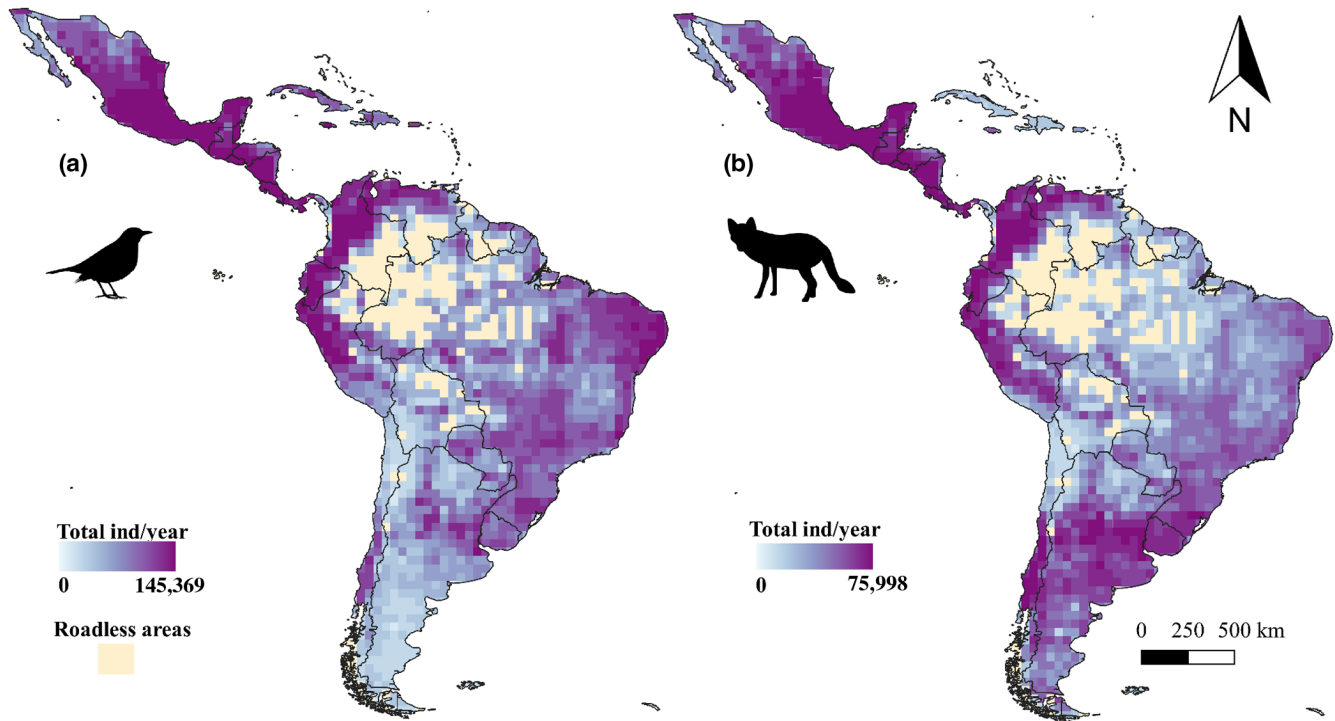 N
(a)
(b)
Total ind/year
0 145,369
Roadless areas
Total ind/year
0 75,998
0 250 500 km